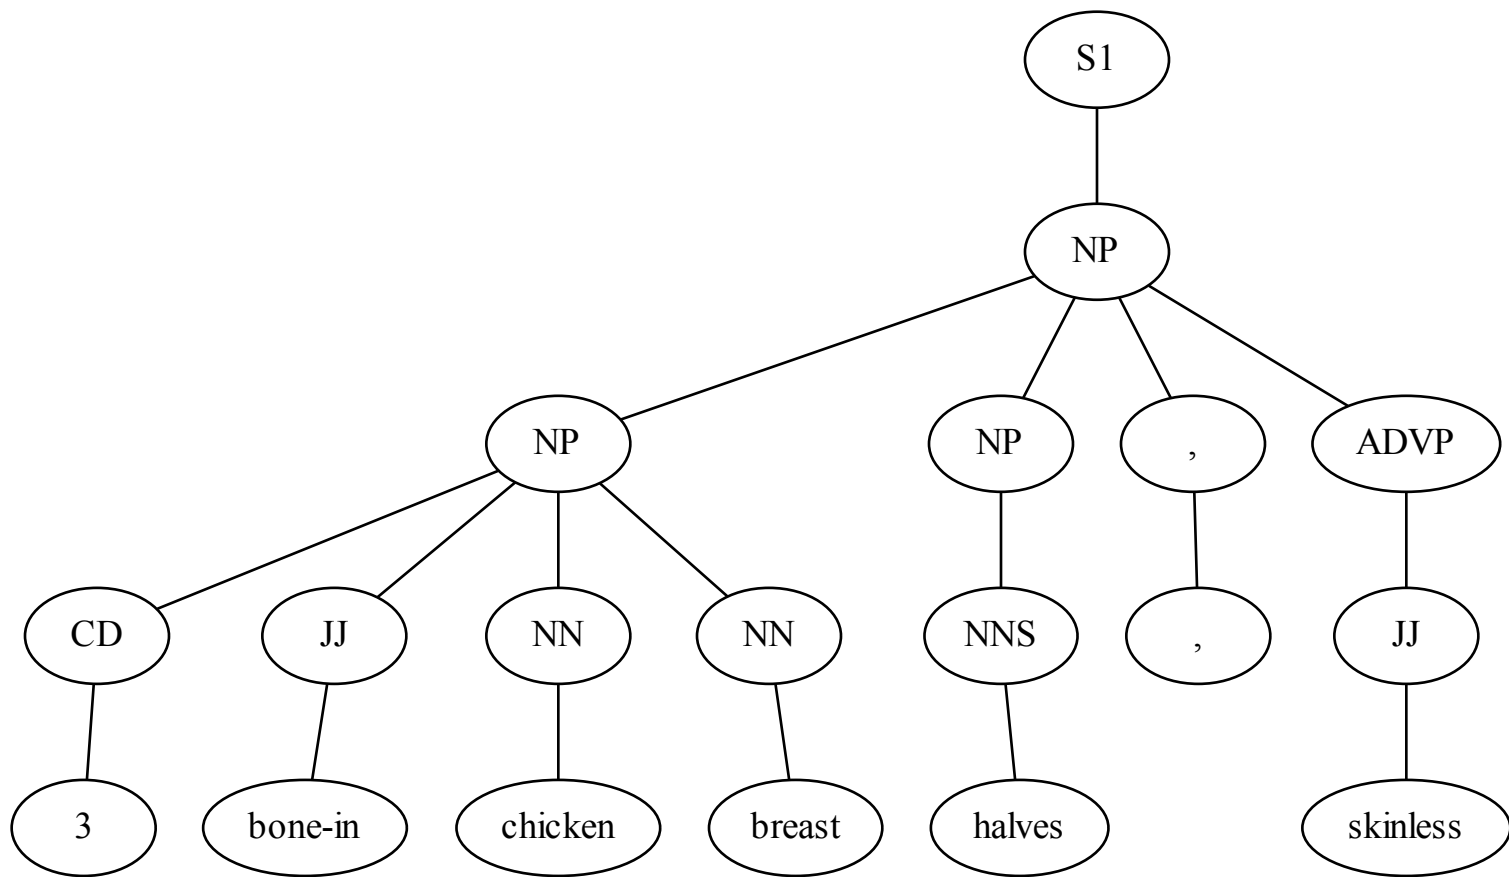 S1
NP
NP NP , ADVP
CD JJ NN NN NNS , JJ
3 bone-in chicken breast halves skinless